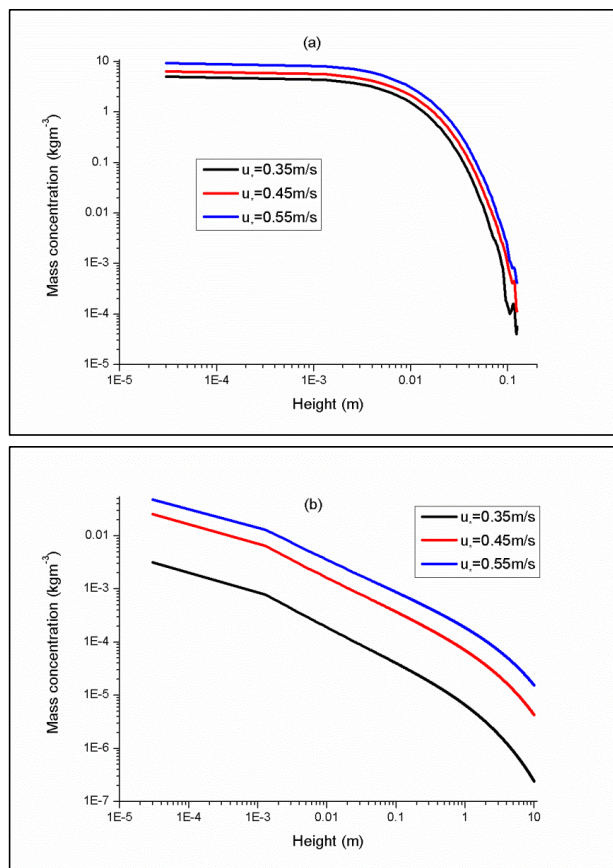 (a)
10
1
0.1
0.01
1E-3
1E-4
1E-5
Mass concentration (kgm⁻³)
u*=0.35m/s
u*=0.45m/s
u*=0.55m/s
1E-5
1E-4
1E-3
0.01
0.1
Height (m)
(b)
0.01
1E-3
1E-4
1E-5
1E-6
1E-7
Mass concentration (kgm⁻³)
u*=0.35m/s
u*=0.45m/s
u*=0.55m/s
1E-5
1E-4
1E-3
0.01
0.1
1
10
Height (m)